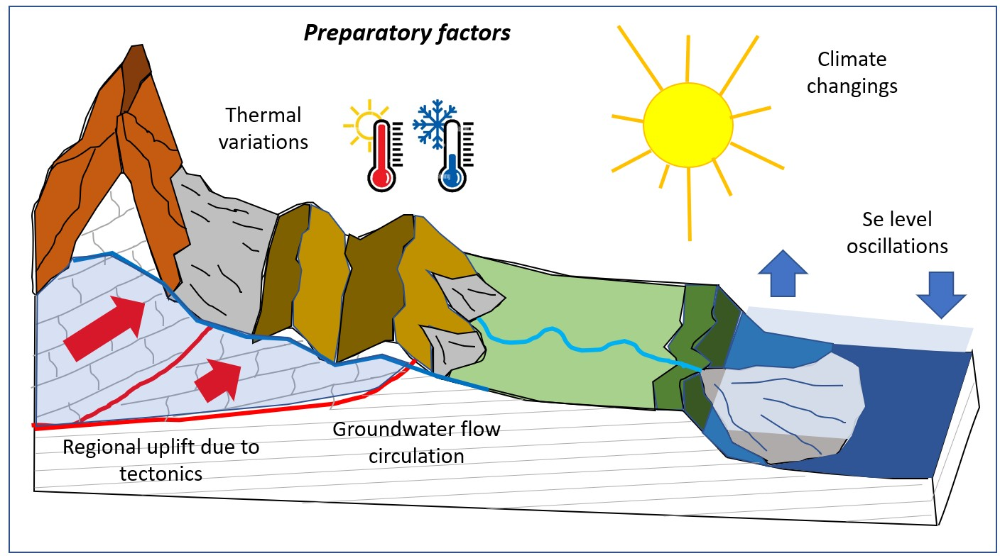 Preparatory factors
Climate
changings
Thermal
variations
Se level
oscillations
Groundwater flow
circulation
Regional uplift due to
tectonics